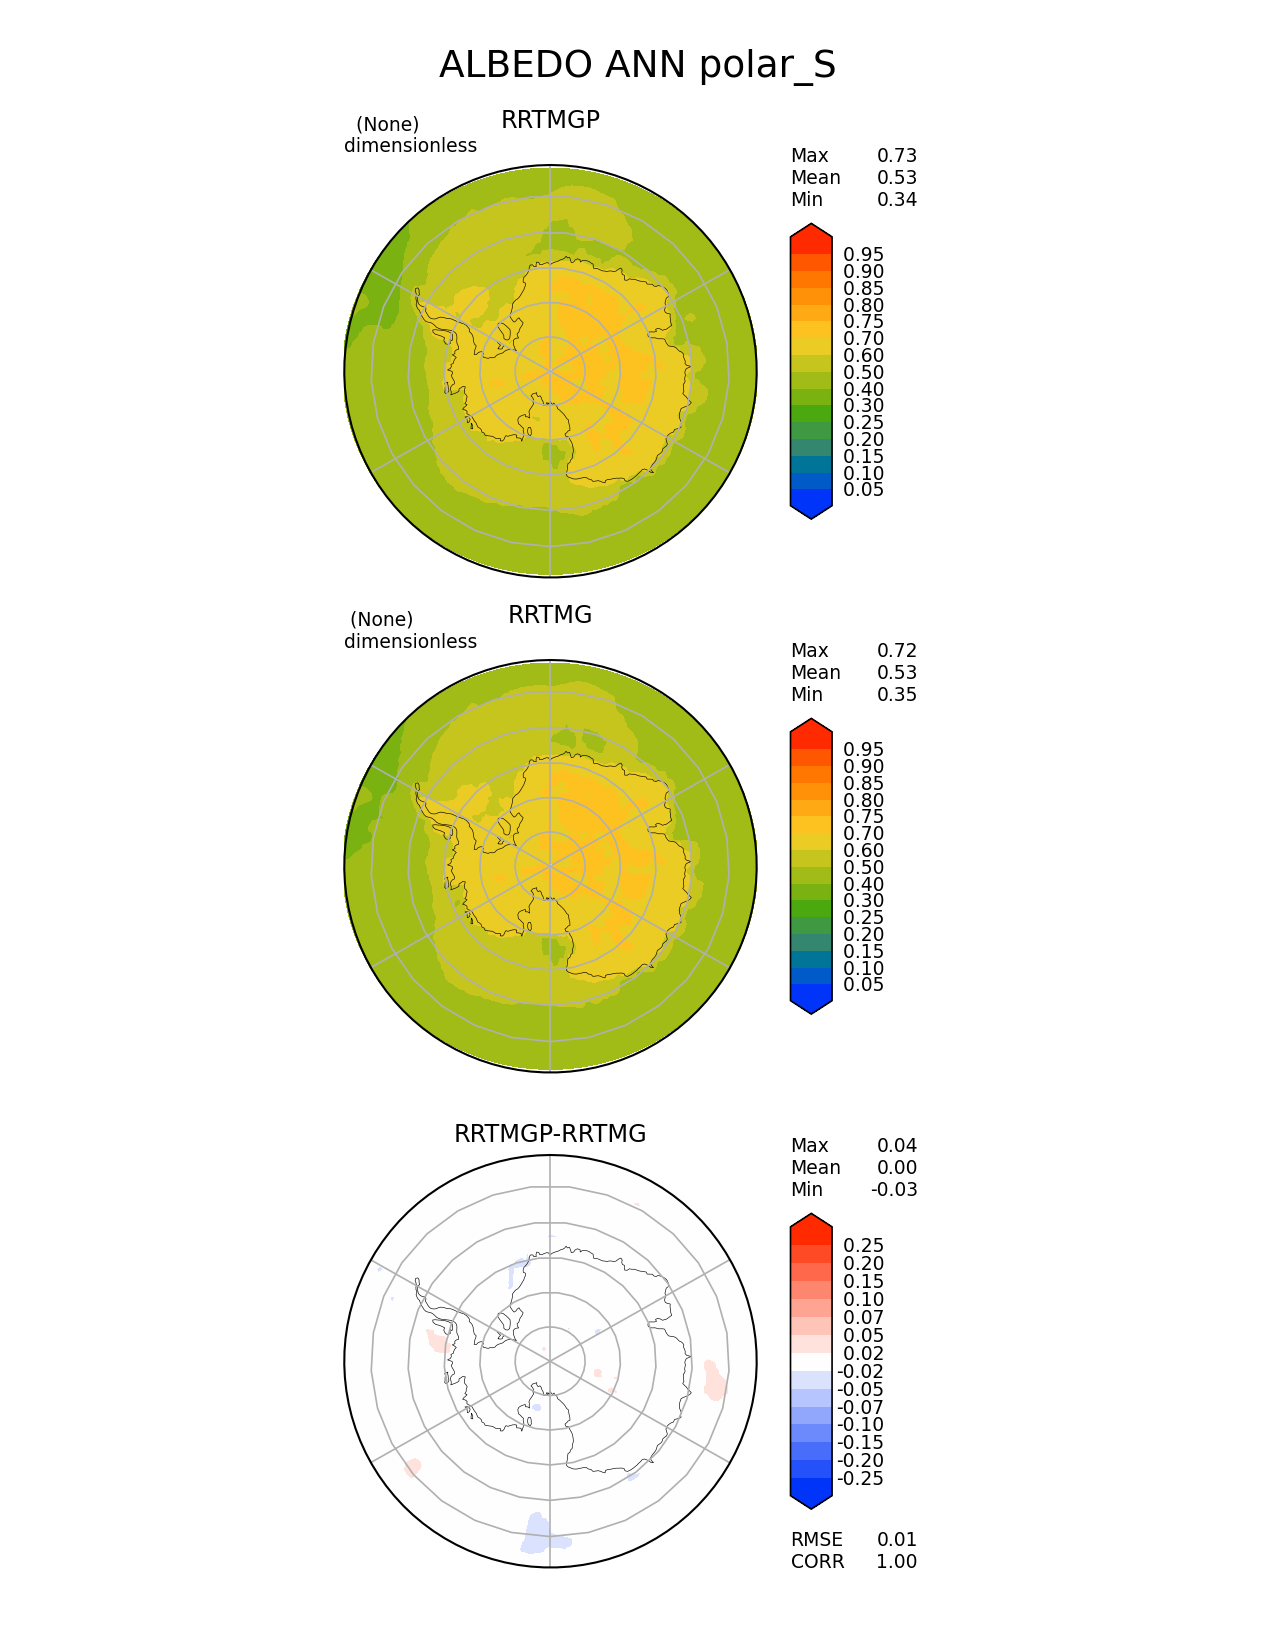 ALBEDO ANN polar_S
(None)
dimensionless
RRTMGP
Max 0.73
Mean 0.53
Min 0.34
0.95
0.90
0.85
0.80
0.75
0.70
0.60
0.50
0.40
0.30
0.25
0.20
0.15
0.10
0.05
(None)
dimensionless
RRTMG
Max 0.72
Mean 0.53
Min 0.35
0.95
0.90
0.85
0.80
0.75
0.70
0.60
0.50
0.40
0.30
0.25
0.20
0.15
0.10
0.05
RRTMGP-RRTMG
Max 0.04
Mean 0.00
Min -0.03
0.25
0.20
0.15
0.10
0.07
0.05
0.02
-0.02
-0.05
-0.07
-0.10
-0.15
-0.20
-0.25
RMSE 0.01
CORR 1.00